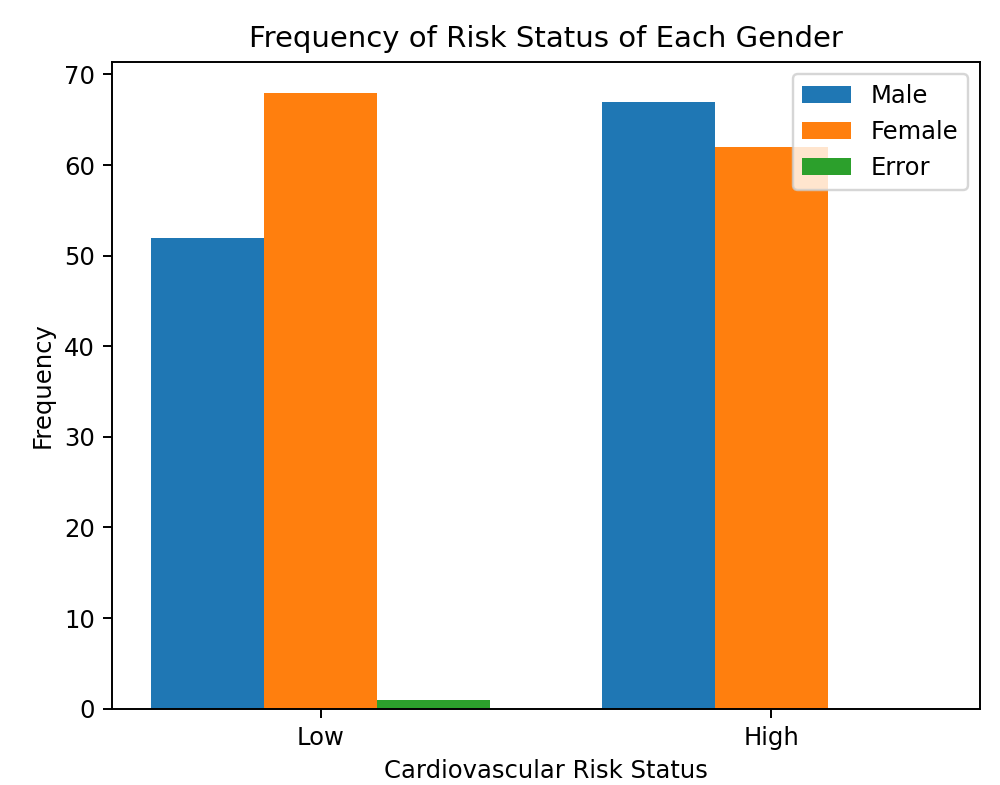 Frequency of Risk Status of Each Gender
70
60
50
40
30
20
10
0
Frequency
Male
Female
Error
Low
High
Cardiovascular Risk Status